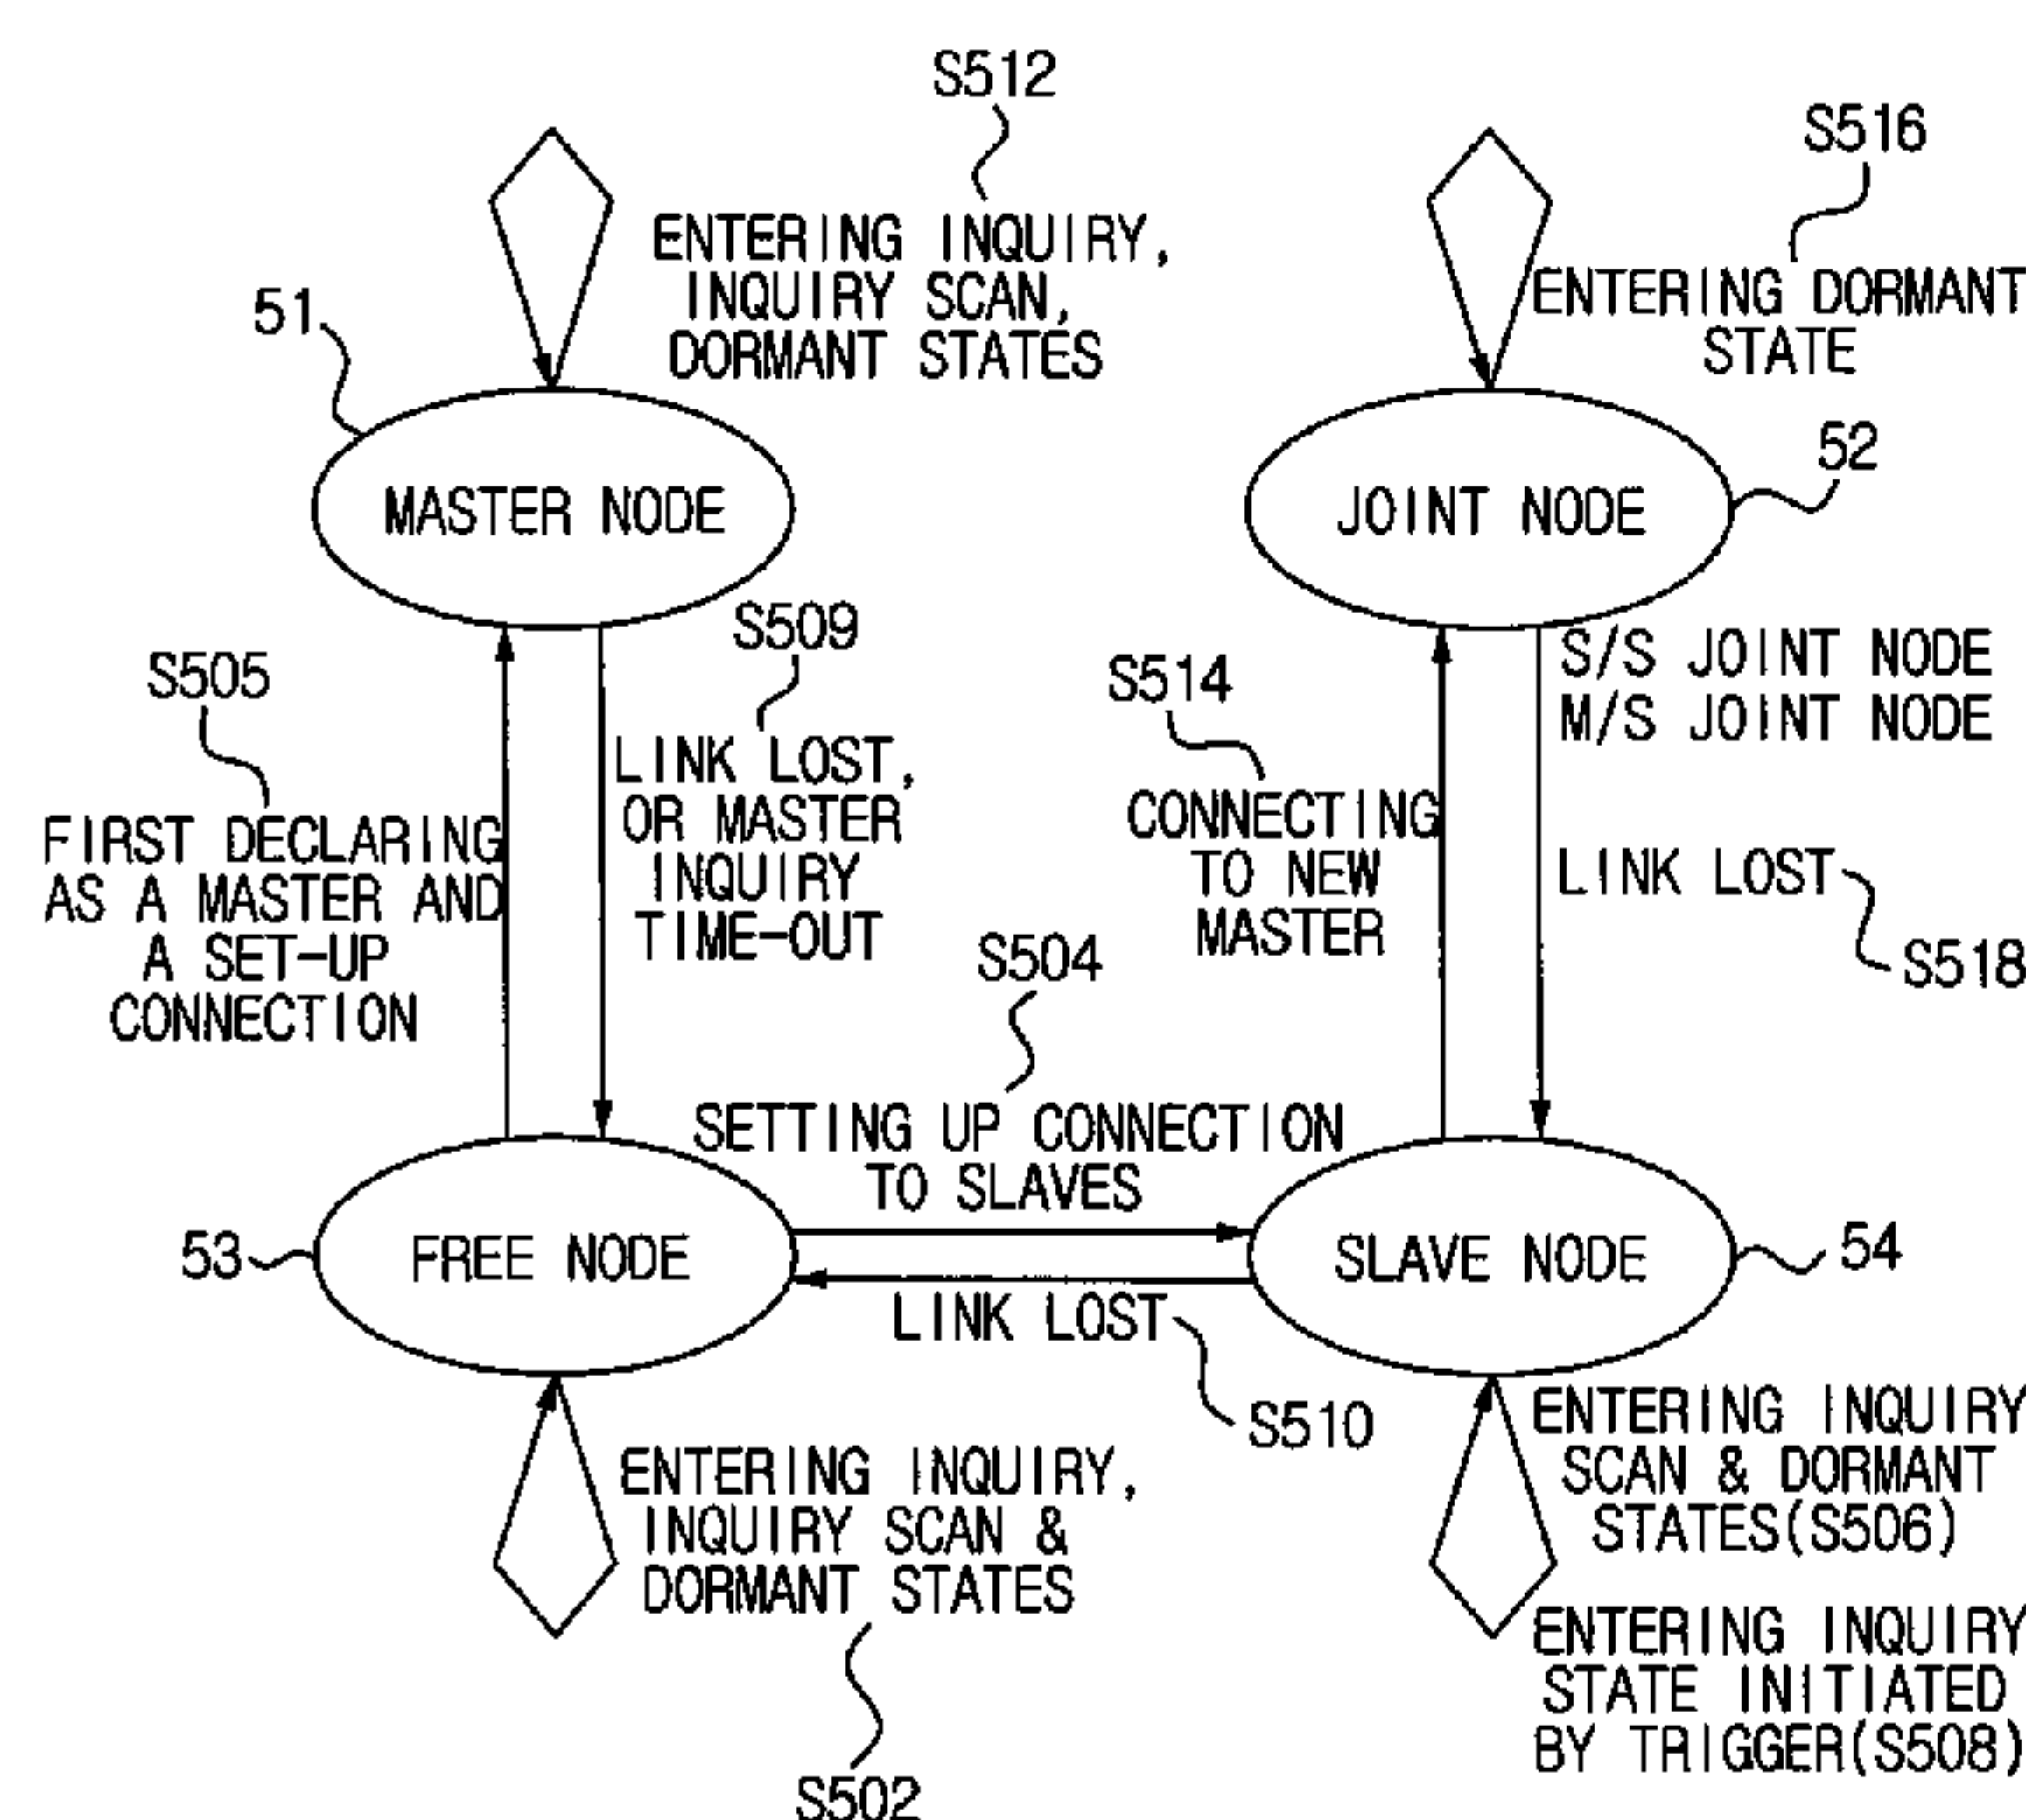 S512
ENTERING INQUIRY,
INQUIRY SCAN,
DORMANT STATES
S516
ENTERING DORMANT
STATE
51
MASTER NODE
52
JOINT NODE
S505
FIRST DECLARING
AS A MASTER AND
A SET-UP
CONNECTION
S509
LINK LOST,
OR MASTER
INQUIRY
TIME-OUT
S514
CONNECTING
TO NEW
MASTER
S/S JOINT NODE
M/S JOINT NODE
LINK LOST
S518
S504
SETTING UP CONNECTION
TO SLAVES
53
FREE NODE
SLAVE NODE
54
LINK LOST
S510
ENTERING INQUIRY,
INQUIRY SCAN &
DORMANT STATES
S502
ENTERING INQUIRY
SCAN & DORMANT
STATES(S506)
ENTERING INQUIRY
STATE INITIATED
BY TRIGGER(S508)